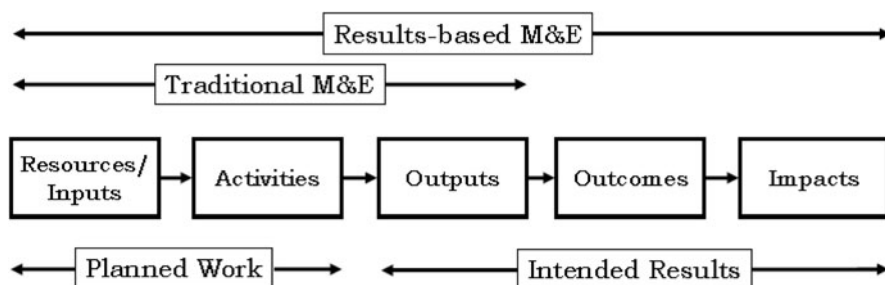 Results-based M&E
Traditional M&E
Resources/
Inputs
Activities
Outputs
Outcomes
Impacts
Planned Work
Intended Results